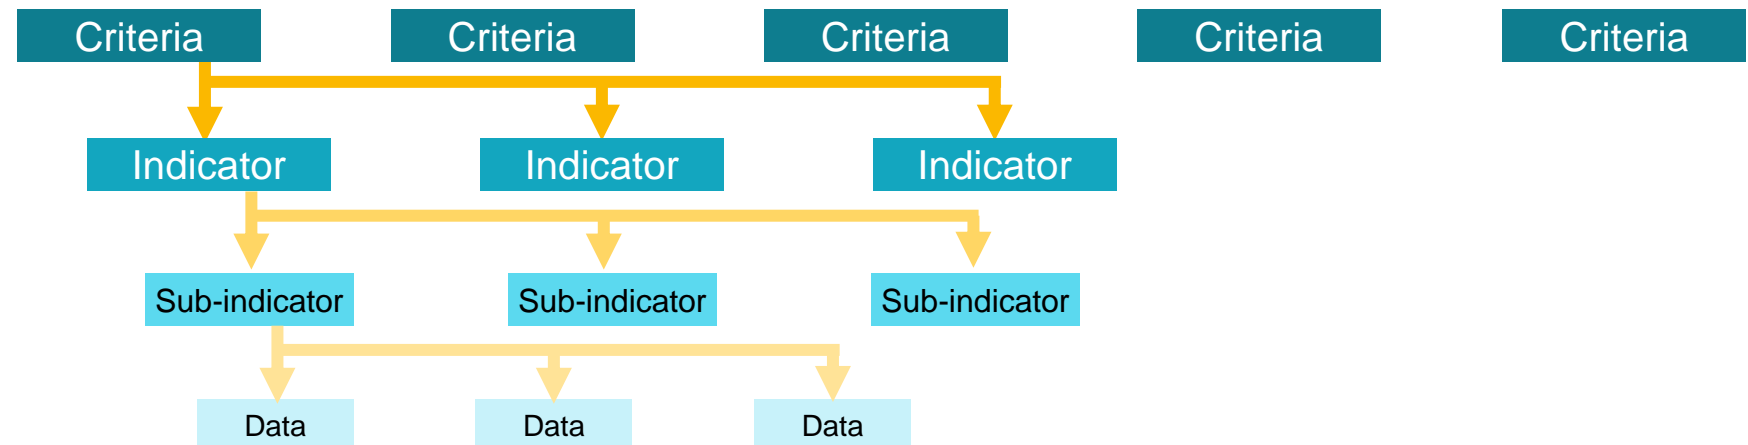 Criteria Criteria Criteria Criteria Criteria
Indicator Indicator Indicator
Sub-indicator Sub-indicator Sub-indicator
Data Data Data